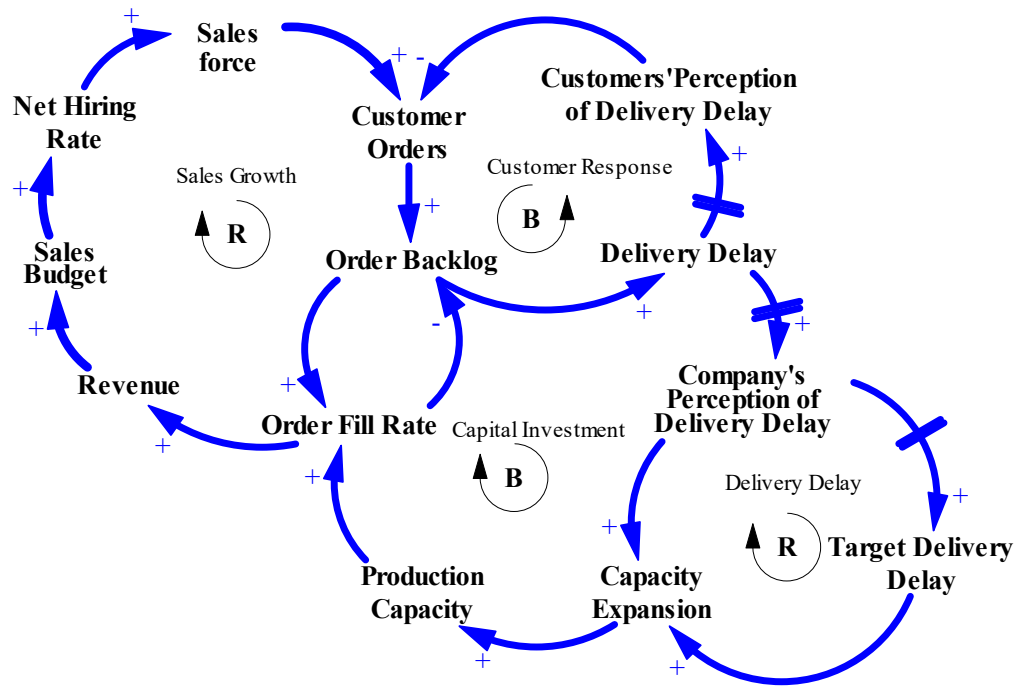 +
Sales
force
+ -
Customers'Perception
of Delivery Delay
Net Hiring
Rate
Customer
Orders
+
Sales Growth
R
Customer Response
B
+
+
Sales
Budget
Order Backlog
Delivery Delay
+
+
-
+
+
Revenue
+
Company's
Perception of
Delivery Delay
Order Fill Rate
+
Capital Investment
B
+
Delivery Delay
R
+
+
Target Delivery
Delay
Production
Capacity
Capacity
Expansion
+
+